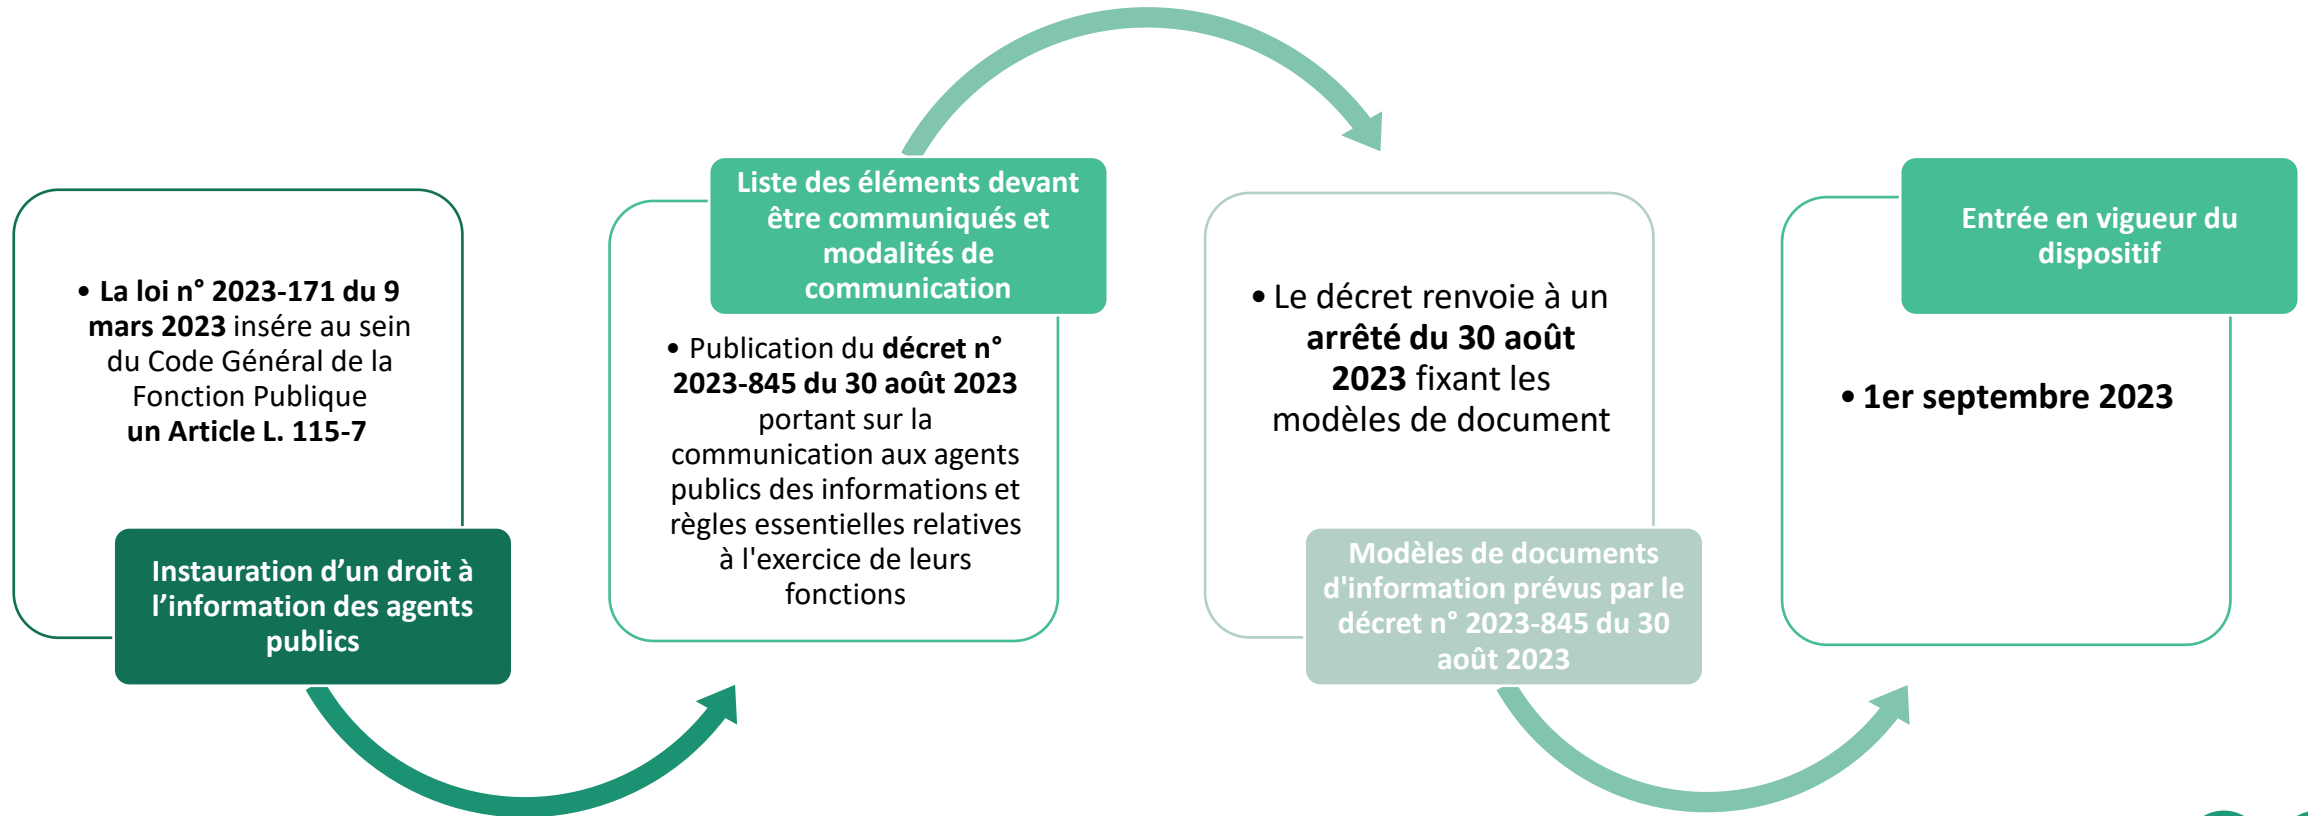 • La loi n° 2023-171 du 9
mars 2023 insére au sein
du Code Général de la
Fonction Publique
un Article L. 115-7
Instauration d’un droit à
l’information des agents
publics
Liste des éléments devant
être communiqués et
modalités de
communication
• Publication du décret n°
2023-845 du 30 août 2023
portant sur la
communication aux agents
publics des informations et
règles essentielles relatives
à l'exercice de leurs
fonctions
• Le décret renvoie à un
arrêté du 30 août
2023 fixant les
modèles de document
Modèles de documents
d'information prévus par le
décret n° 2023-845 du 30
août 2023
Entrée en vigueur du
dispositif
• 1er septembre 2023